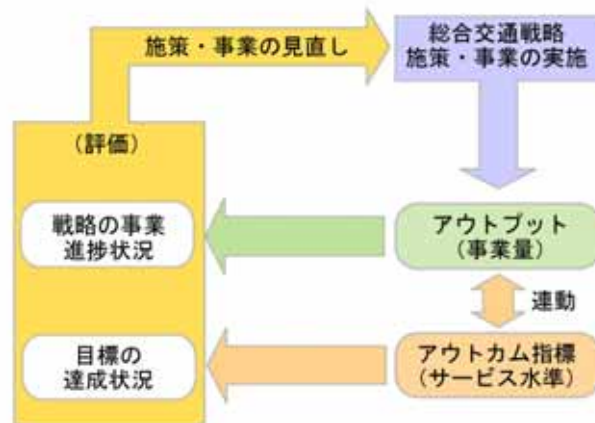 施策・事業の見直し
総合交通戦略
施策・事業の実施
（評価）
戦略の事業
進捗状況
アウトプット
（事業量）
連動
目標の
達成状況
アウトカム指標
（サービス水準）